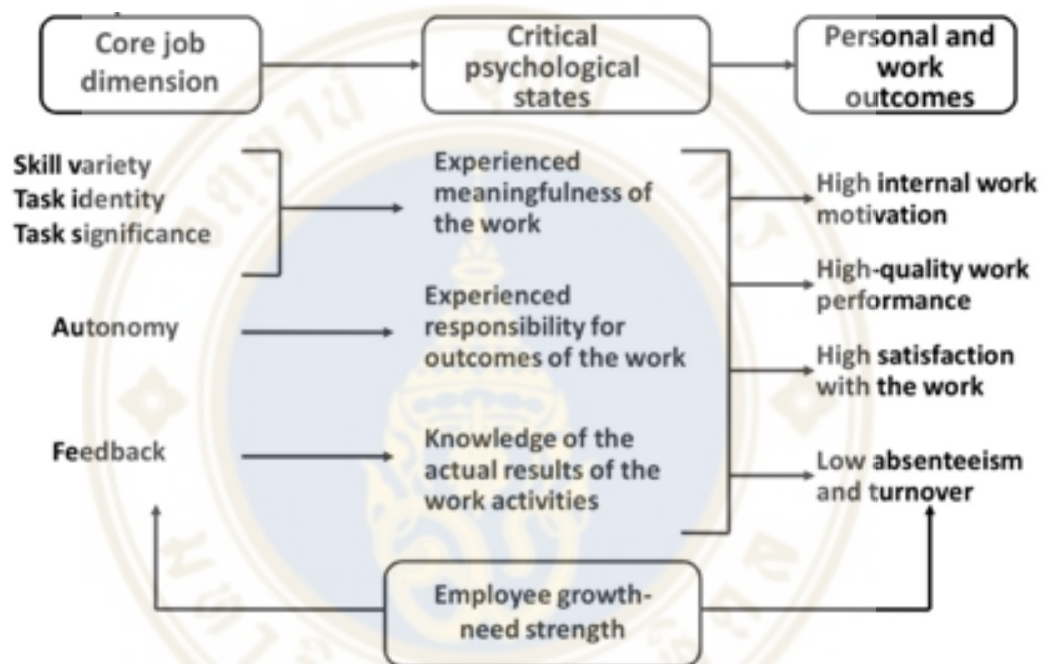 Core job
dimension
Critical
psychological
states
Personal and
work
outcomes
Skill variety
Task identity
Task significance
Experienced
meaningfulness of
the work
High internal work
motivation
High-quality work
performance
Autonomy
Experienced
responsibility for
outcomes of the work
High satisfaction
with the work
Feedback
Knowledge of the
actual results of the
work activities
Low absenteeism
and turnover
Employee growth-
need strength